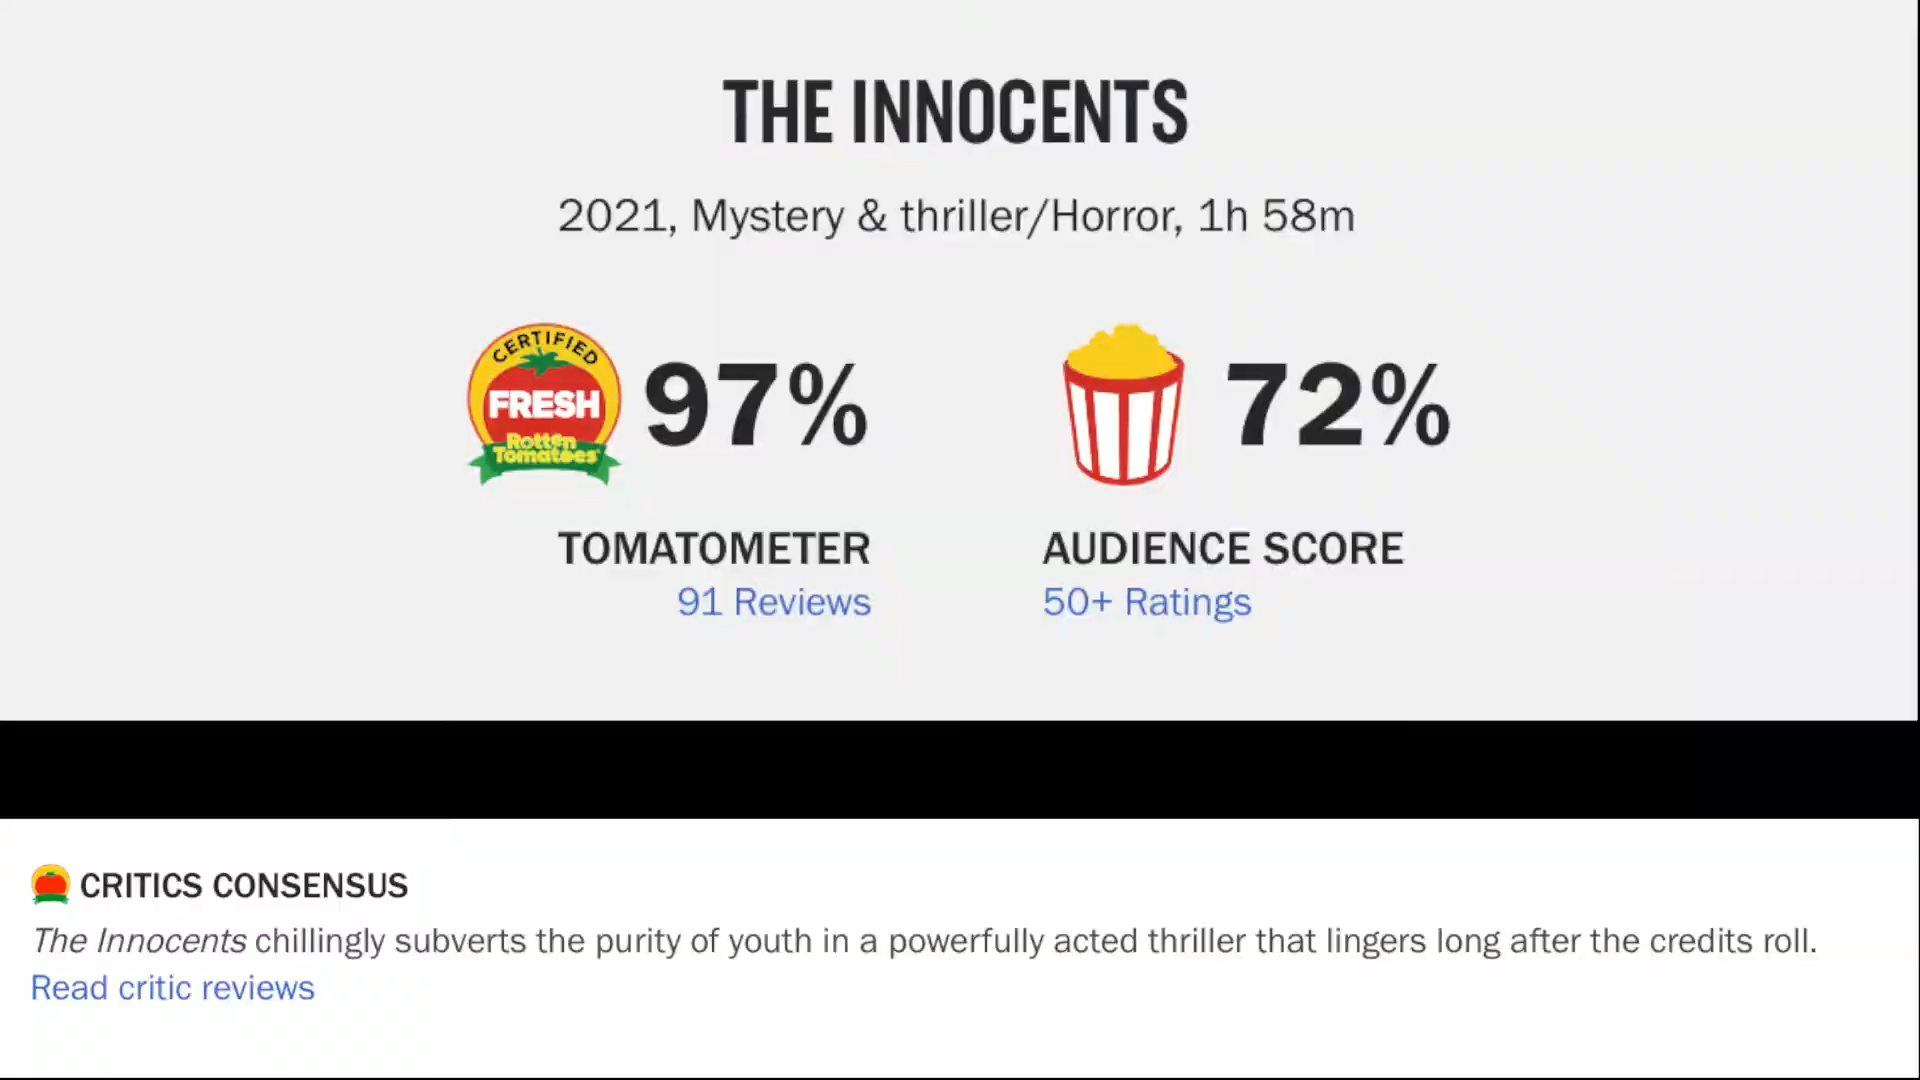 THE INNOCENTS
2021, Mystery & thriller/Horror, 1h 58m
CERTIFIED
FRESH
Rotten
Tomatoes
97%
72%
TOMATOMETER
91 Reviews
AUDIENCE SCORE
50+ Ratings
CRITICS CONSENSUS
The Innocents chillingly subverts the purity of youth in a powerfully acted thriller that lingers long after the credits roll.
Read critic reviews